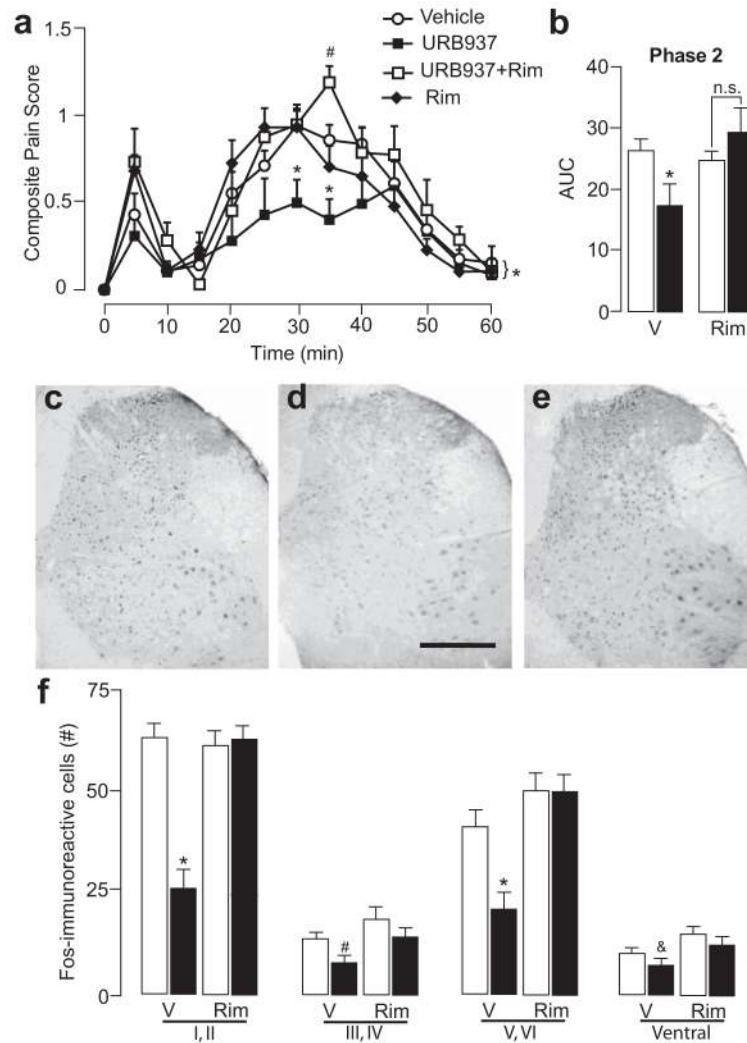 a
Vehicle
URB937
URB937+Rim
Rim
1.5
1
0.5
0
Composite Pain Score
#
*
*
} *
0 10 20 30 40 50 60
Time (min)
b
Phase 2
40
30
20
10
0
AUC
*
n.s.
V Rim
c d e
f
75
50
25
0
Fos-immunoreactive cells (#)
*
#
*
&
V Rim V Rim V Rim V Rim
I, II III, IV V, VI Ventral